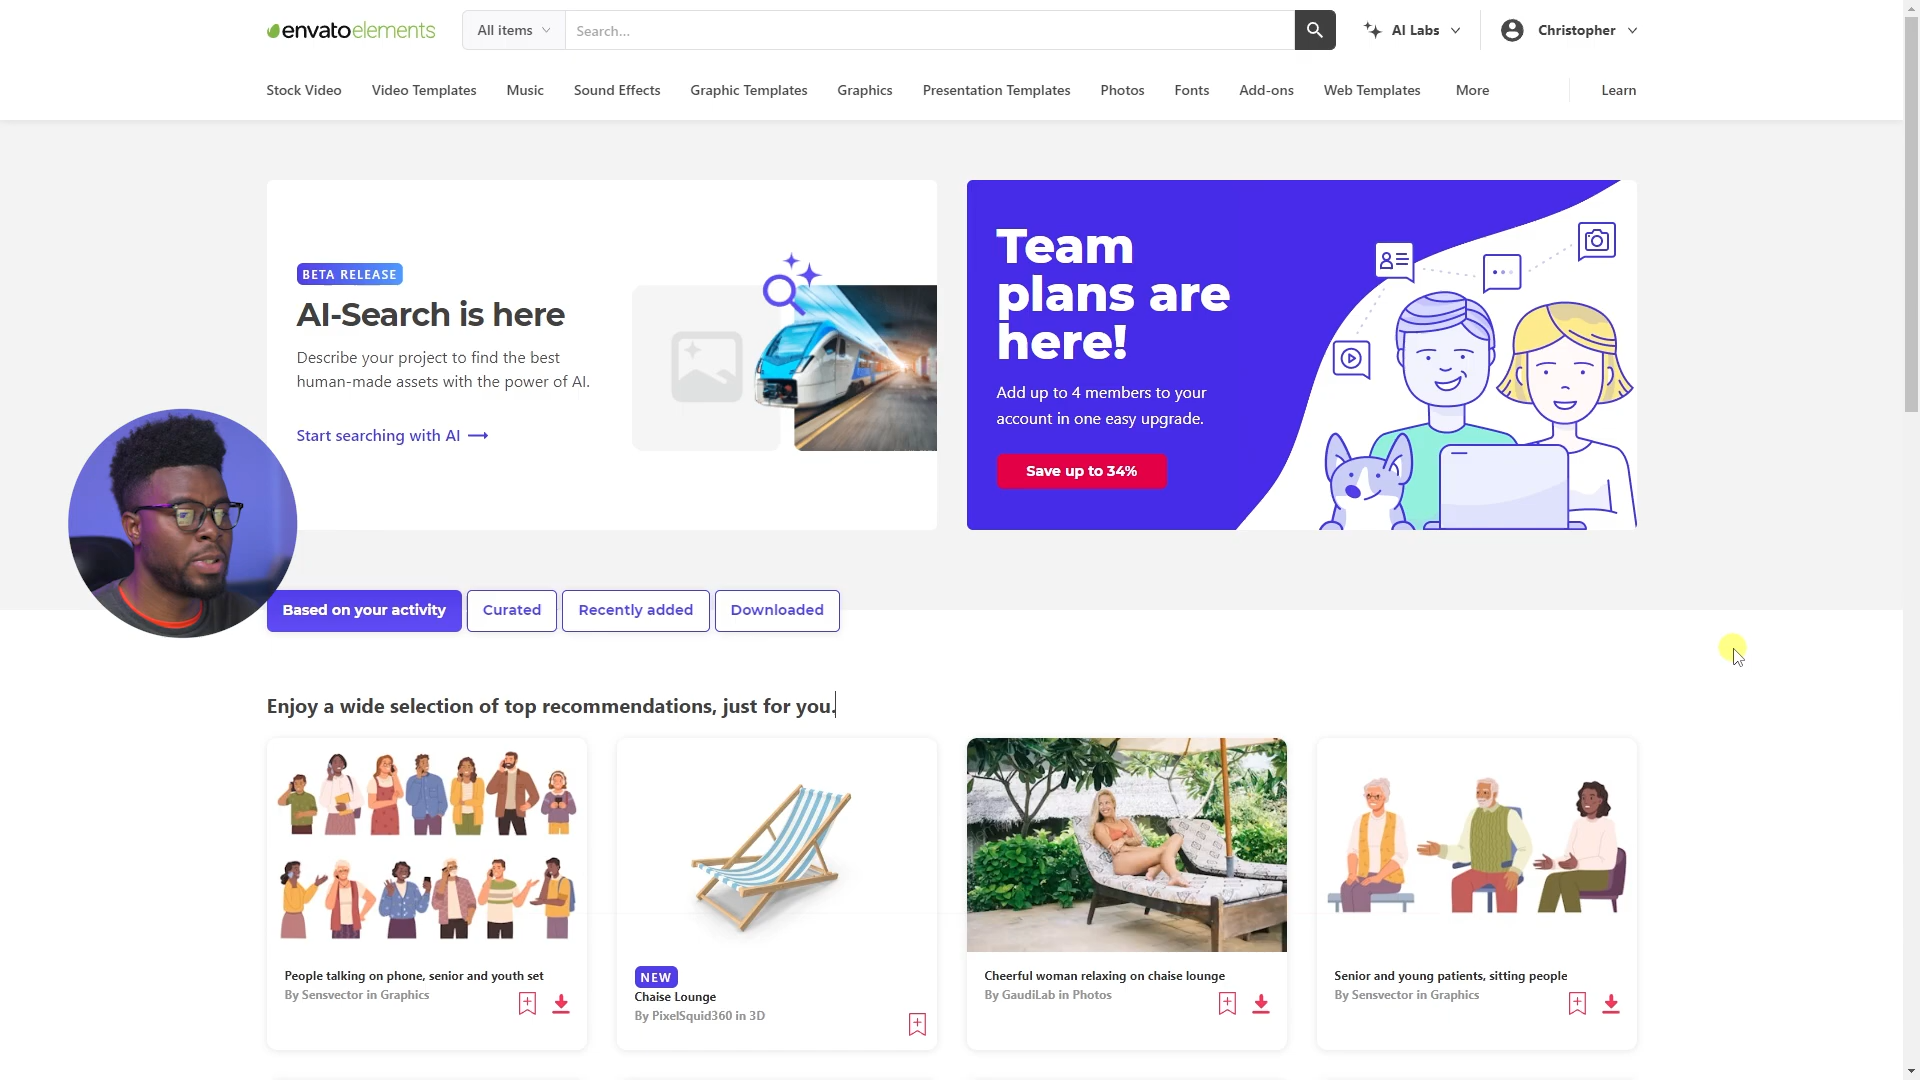 envatoelements
All items
Search...
AI Labs
Christopher
Stock Video
Video Templates
Music
Sound Effects
Graphic Templates
Graphics
Presentation Templates
Photos
Fonts
Add-ons
Web Templates
More
Learn
BETA RELEASE
AI-Search is here
Describe your project to find the best
human-made assets with the power of AI.
Start searching with AI
Team
plans are
here!
Add up to 4 members to your
account in one easy upgrade.
Save up to 34%
Based on your activity
Curated
Recently added
Downloaded
Enjoy a wide selection of top recommendations, just for you.
People talking on phone, senior and youth set
By Sensvector in Graphics
NEW
Chaise Lounge
By PixelSquid360 in 3D
Cheerful woman relaxing on chaise lounge
By GaudiLab in Photos
Senior and young patients, sitting people
By Sensvector in Graphics